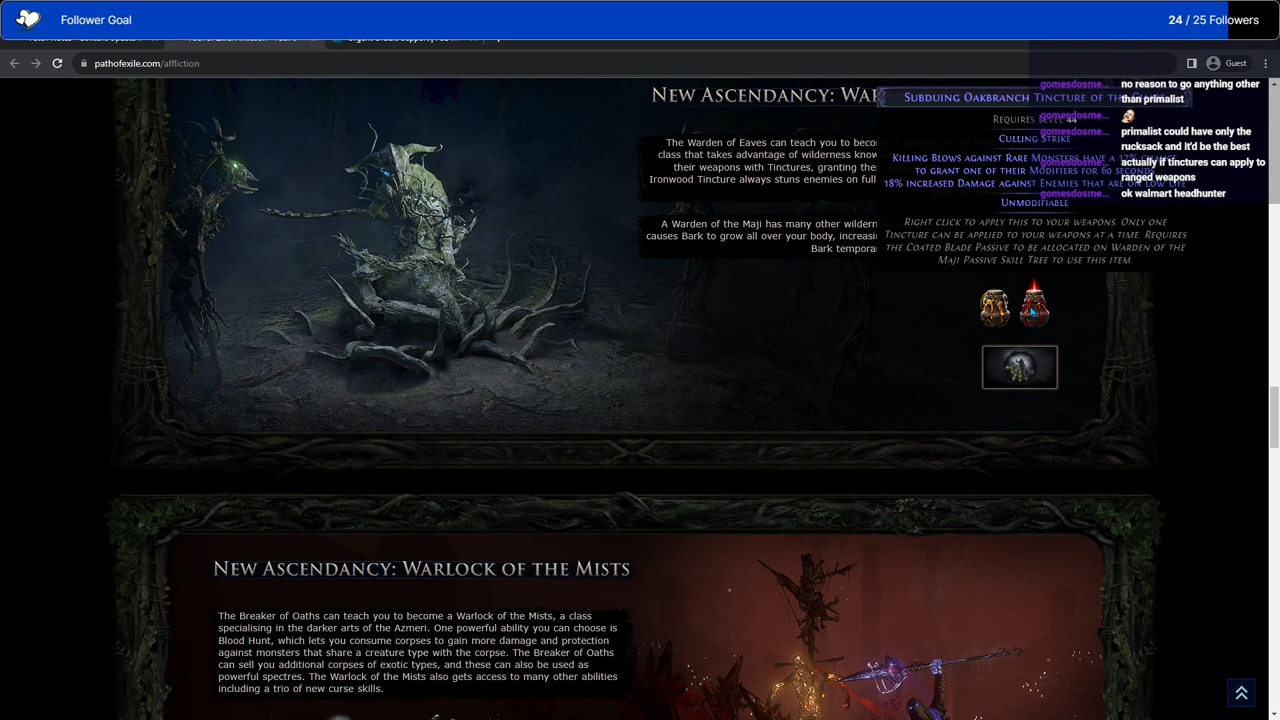 Follower Goal
24 / 25 Followers
pathofexile.com/affliction
Guest
NEW ASCENDANCY: WAR
The Warden of Eaves can teach you to beco
class that takes advantage of wilderness know
their weapons with Tinctures, granting the
Ironwood Tincture always stuns enemies on full
A Warden of the Maji has many other wildern
causes Bark to grow all over your body, increasin
Bark tempora
SUBDUING OAKBRANCH TINCTURE OF THE
REQUIRES LEVEL 44
CULLING STRIKE
KILLING BLOWS AGAINST RARE MONSTERS HAVE A 12% CHANCE
TO GRANT ONE OF THEIR MODIFIERS FOR 60 SECONDS
18% INCREASED DAMAGE AGAINST ENEMIES THAT ARE ON LOW LIFE
UNMODIFIABLE
RIGHT CLICK TO APPLY THIS TO YOUR WEAPONS. ONLY ONE
TINCTURE CAN BE APPLIED TO YOUR WEAPONS AT A TIME. REQUIRES
THE COATED BLADE PASSIVE TO BE ALLOCATED ON WARDEN OF THE
MAJI PASSIVE SKILL TREE TO USE THIS ITEM.
gomesdosme... no reason to go anything other
than primalist
gomesdosme...
gomesdosme... primalist could have only the
rucksack and it'd be the best
gomesdosme... actually if tinctures can apply to
ranged weapons
gomesdosme... ok walmart headhunter
NEW ASCENDANCY: WARLOCK OF THE MISTS
The Breaker of Oaths can teach you to become a Warlock of the Mists, a class
specialising in the darker arts of the Azmeri. One powerful ability you can choose is
Blood Hunt, which lets you consume corpses to gain more damage and protection
against monsters that share a creature type with the corpse. The Breaker of Oaths
can sell you additional corpses of exotic types, and these can also be used as
powerful spectres. The Warlock of the Mists also gets access to many other abilities
including a trio of new curse skills.